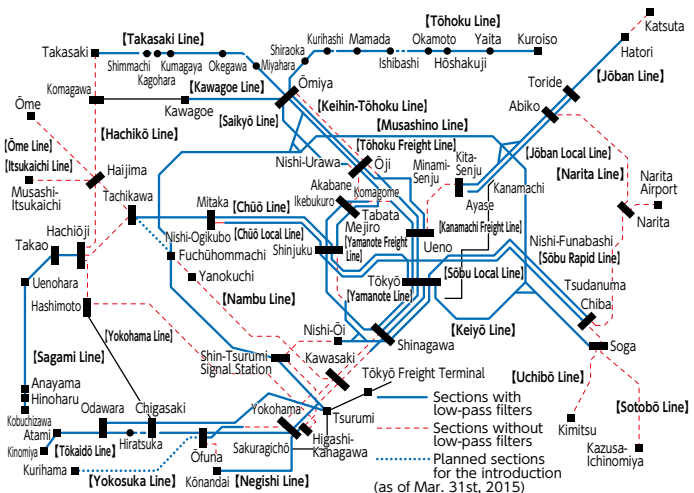 Katsuta
【Takasaki Line】
【Tōhoku Line】
Takasaki
Shiraoka
Kurihashi
Mamada
Okamoto
Yaita
Kuroiso
Hatori
Shimmachi
Kumagaya
Okegawa
Miyahara
Kagohara
Ishibashi
Hōshakuji
Komagawa
【Kawagoe Line】
Ōmiya
Toride
【Jōban Line】
Kawagoe
【Keihin-Tōhoku Line】
Abiko
Ōme
【Saikyō Line】
【Musashino Line】
【Hachikō Line】
【Tōhoku Freight Line】
【Ōme Line】
Nishi-Urawa
Ōji
Minami-
Senju
Kita-
Senju
【Jōban Local Line】
【Itsukaichi Line】
Haijima
Akabane
Komagome
Kanamachi
【Narita Line】
Narita
Airport
Musashi-
Itsukaichi
Tachikawa
Mitaka
【Chūō Line】
Ikebukuro
Tabata
Ayase
Narita
【Chūō Local Line】
Mejiro
【Kanamachi Freight Line】
Hachiōji
Nishi-Ogikubo
Shinjuku
【Yamanote Freight
Line】
Ueno
Nishi-Funabashi
Takao
Fuchūhommachi
【Sōbu Rapid Line】
Yanokuchi
Tōkyō
【Sōbu Local Line】
Tsudanuma
Uenohara
【Yamanote Line】
Chiba
Hashimoto
【Nambu Line】
【Yokohama Line】
Nishi-Ōi
Shinagawa
【Keiyō Line】
Soga
【Sagami Line】
Shin-Tsurumi
Signal Station
Kawasaki
Tōkyō Freight Terminal
【Uchibō Line】
Anayama
Hinoharu
Sections with
low-pass filters
【Sotobō Line】
Kobuchizawa
Odawara
Chigasaki
Yokohama
Tsurumi
Kimitsu
Atami
Sections without
low-pass filters
Hiratsuka
Higashi-
Kanagawa
Kinomiya
【Tōkaidō Line】
Sakuragichō
Kazusa-
Ichinomiya
Ōfuna
Planned sections
for the introduction
Kurihama
【Yokosuka Line】
Kōnandai
【Negishi Line】
(as of Mar. 31st, 2015)